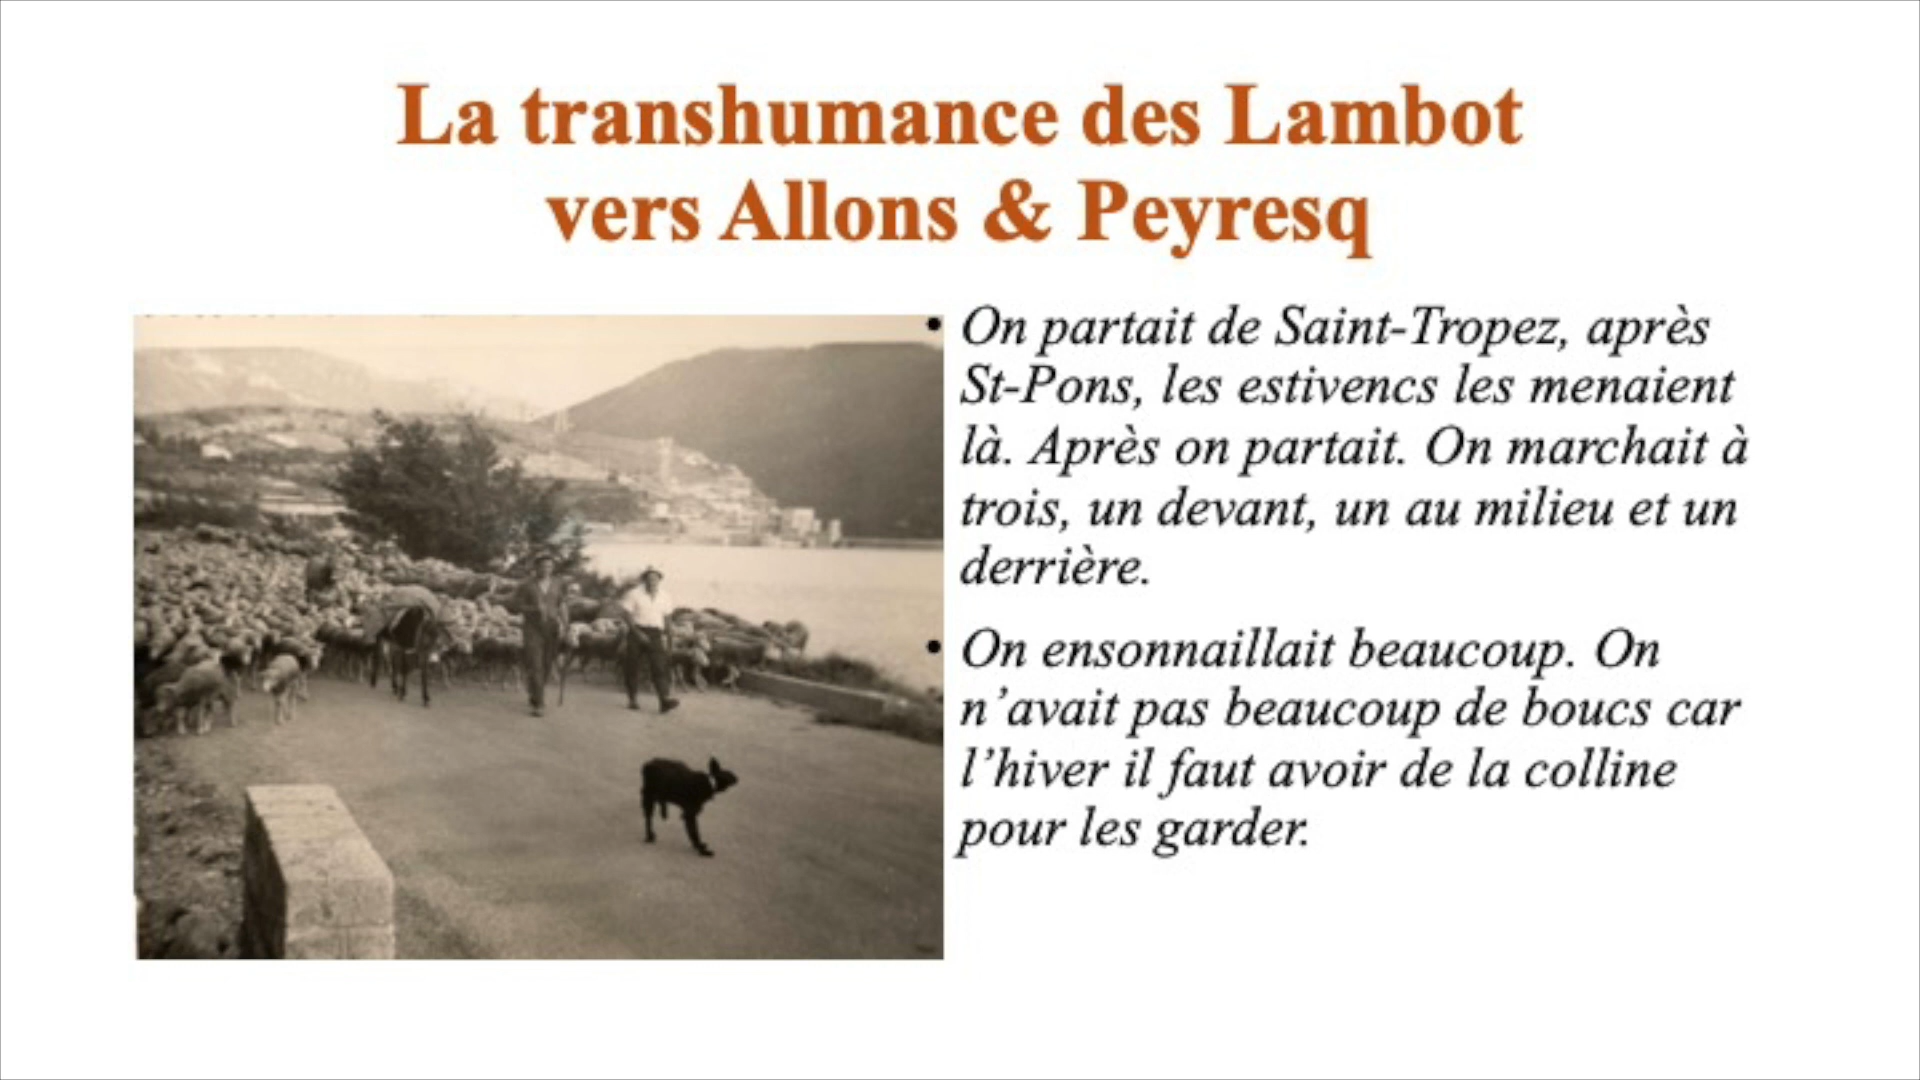 La transhumance des Lambot
vers Allons & Peyresq
• On partait de Saint-Tropez, après
St-Pons, les estivencs les menaient
là. Après on partait. On marchait à
trois, un devant, un au milieu et un
derrière.
• On ensonnaillait beaucoup. On
n’avait pas beaucoup de boucs car
l’hiver il faut avoir de la colline
pour les garder.